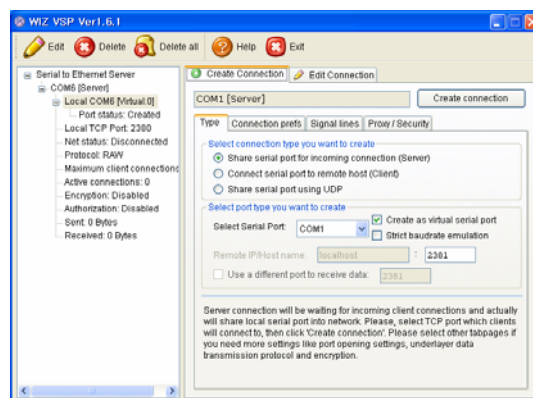 WIZ VSP Ver1.6.1
Edit Delete Delete all Help Exit
Serial to Ethernet Server
COM6 [Server]
Local COM6 [Virtual:0]
Port status: Created
Local TCP Port: 2380
Net status: Disconnected
Protocol: RAW
Maximum client connections
Active connections: 0
Encryption: Disabled
Authorization: Disabled
Sent: 0 Bytes
Received: 0 Bytes
Create Connection Edit Connection
COM1 [Server] Create connection
Type Connection prefs Signal lines Proxy / Security
Select connection type you want to create
Share serial port for incoming connection (Server)
Connect serial port to remote host (Client)
Share serial port using UDP
Select port type you want to create
Select Serial Port: COM1
Create as virtual serial port
Strict baudrate emulation
Remote IP/Host name: localhost : 2381
Use a different port to receive data: 2381
Server connection will be waiting for incoming client connections and actually
will share local serial port into network. Please, select TCP port which clients
will connect to, then click 'Create connection'. Please select other tabpages if
you need more settings like port opening settings, underlayer data
transmission protocol and encryption.